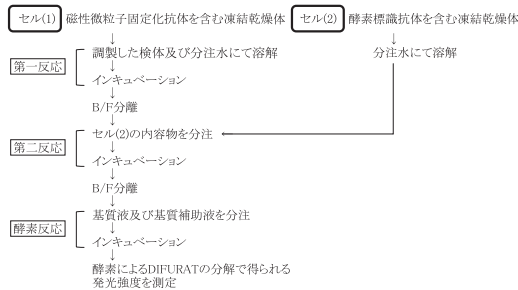 セル(1) 磁性微粒子固定化抗体を含む凍結乾燥体 セル(2) 酵素標識抗体を含む凍結乾燥体
調製した検体及び分注水にて溶解 分注水にて溶解
第一反応
インキュベーション
B/F分離
セル(2)の内容物を分注
第二反応
インキュベーション
B/F分離
基質液及び基質補助液を分注
酵素反応
インキュベーション
酵素によるDIFURATの分解で得られる
発光強度を測定